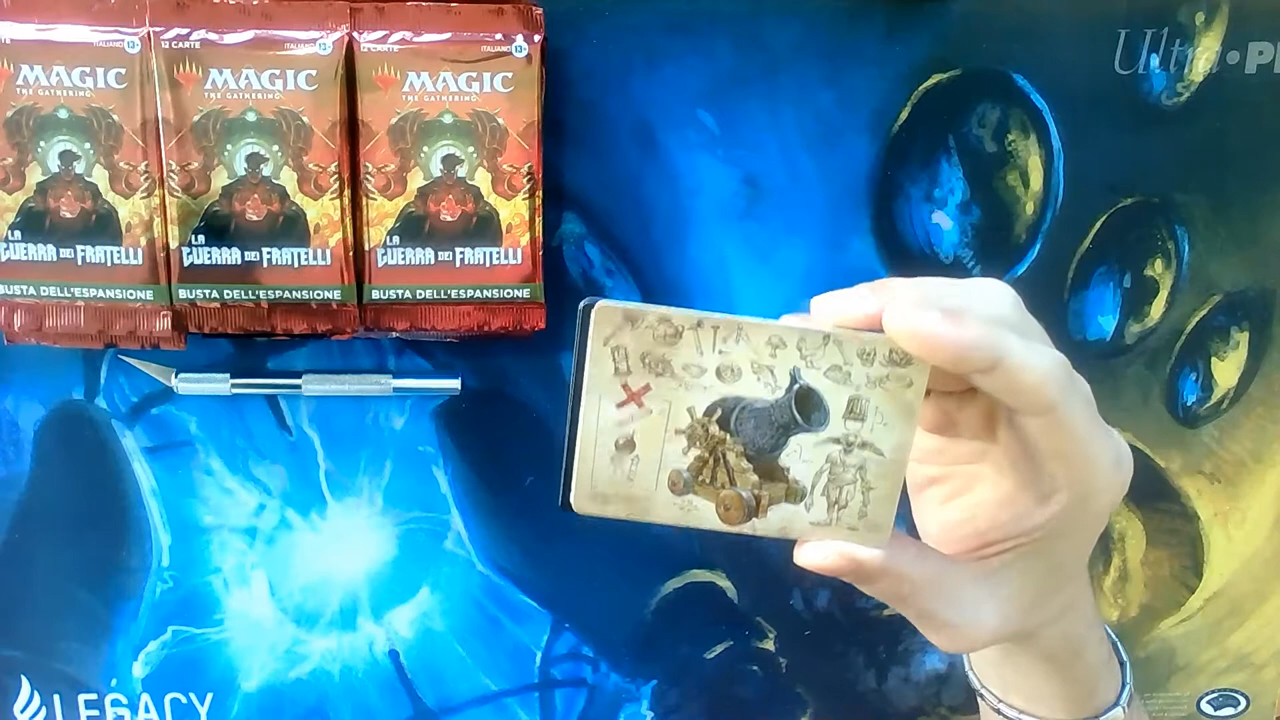 12 CARTE
ITALIANO 13+
MAGIC
THE GATHERING
LA
GUERRA DEI FRATELLI
BUSTA DELL'ESPANSIONE
12 CARTE
ITALIANO 13+
MAGIC
THE GATHERING
LA
GUERRA DEI FRATELLI
BUSTA DELL'ESPANSIONE
ITALIANO 13+
MAGIC
THE GATHERING
LA
GUERRA DEI FRATELLI
BUSTA DELL'ESPANSIONE
Ultra•P
LEGACY